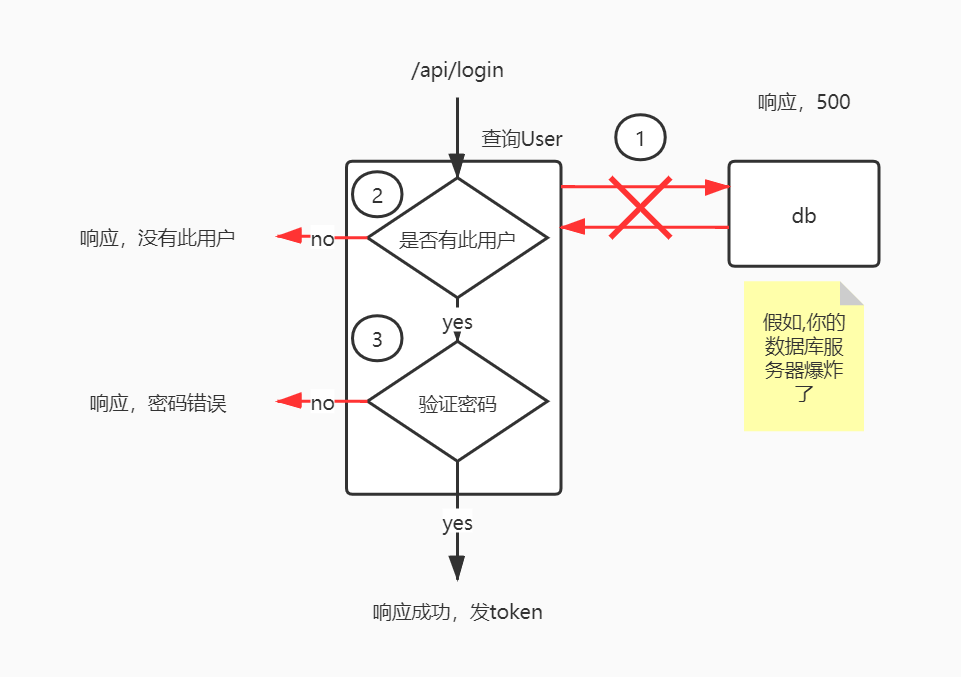 /api/login
响应，500
查询User
1
2
db
是否有此用户
no
响应，没有此用户
yes
假如,你的
数据库服
务器爆炸
了
3
验证密码
no
响应，密码错误
yes
响应成功，发token